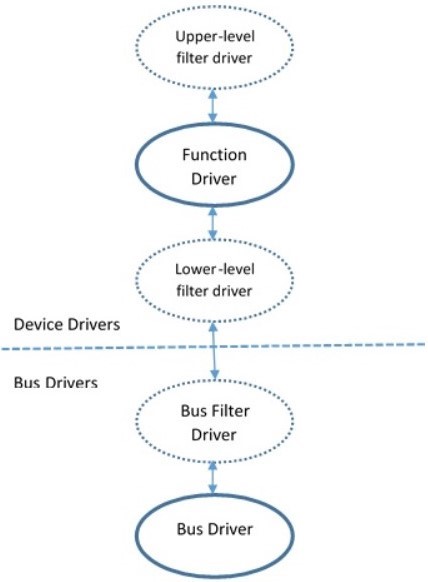 Upper-level
filter driver
Function
Driver
Lower-level
filter driver
Device Drivers
Bus Drivers
Bus Filter
Driver
Bus Driver